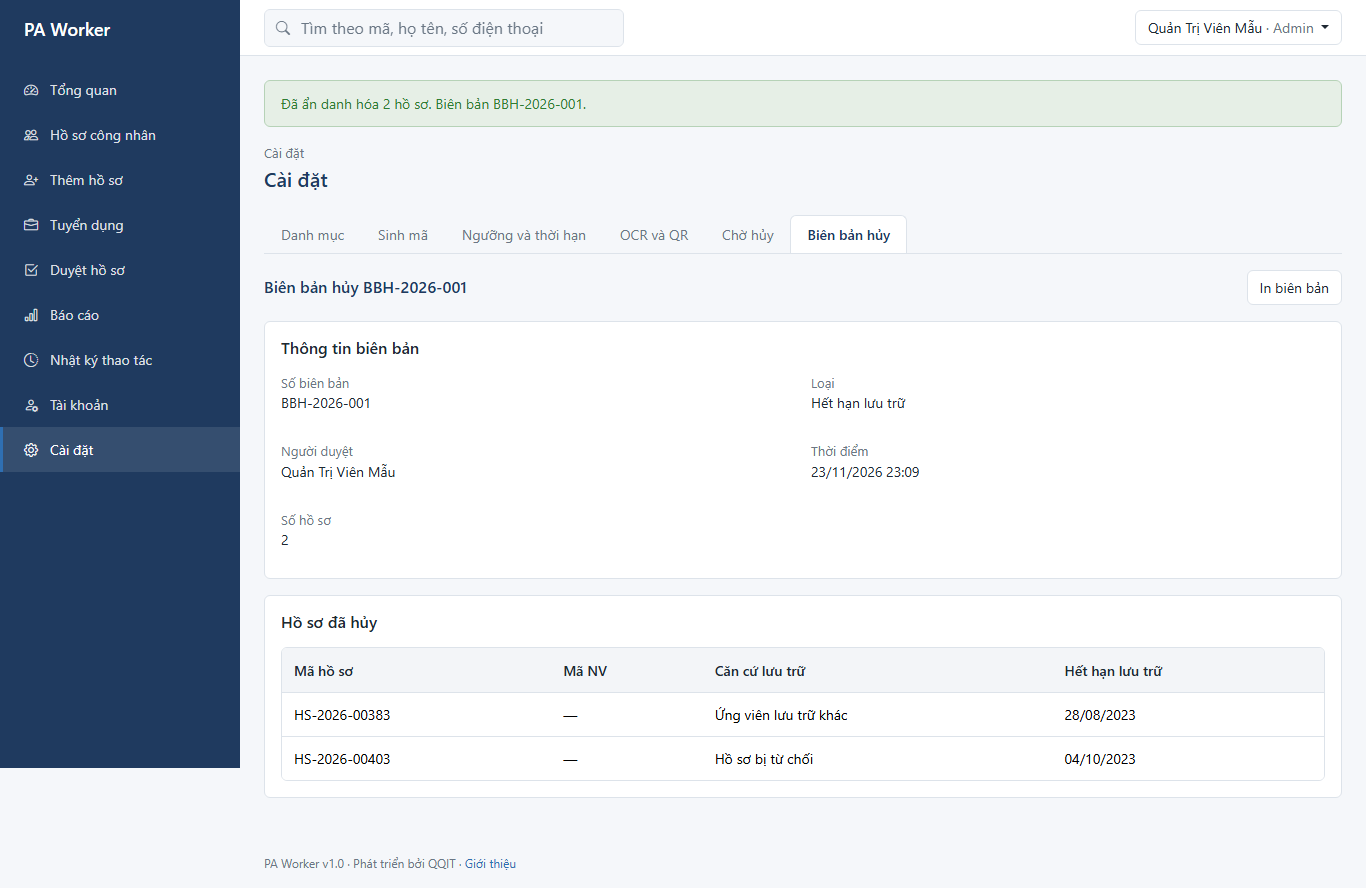 PA Worker
Tìm theo mã, họ tên, số điện thoại
Quản Trị Viên Mẫu · Admin
Tổng quan
Hồ sơ công nhân
Thêm hồ sơ
Tuyển dụng
Duyệt hồ sơ
Báo cáo
Nhật ký thao tác
Tài khoản
Cài đặt
Đã ẩn danh hóa 2 hồ sơ. Biên bản BBH-2026-001.
Cài đặt
Cài đặt
Danh mục Sinh mã Ngưỡng và thời hạn OCR và QR Chờ hủy Biên bản hủy
Biên bản hủy BBH-2026-001
In biên bản
Thông tin biên bản
Số biên bản Loại
BBH-2026-001 Hết hạn lưu trữ
Người duyệt Thời điểm
Quản Trị Viên Mẫu 23/11/2026 23:09
Số hồ sơ
2
Hồ sơ đã hủy
Mã hồ sơ Mã NV Căn cứ lưu trữ Hết hạn lưu trữ
HS-2026-00383 — Ứng viên lưu trữ khác 28/08/2023
HS-2026-00403 — Hồ sơ bị từ chối 04/10/2023
PA Worker v1.0 · Phát triển bởi QQIT · Giới thiệu